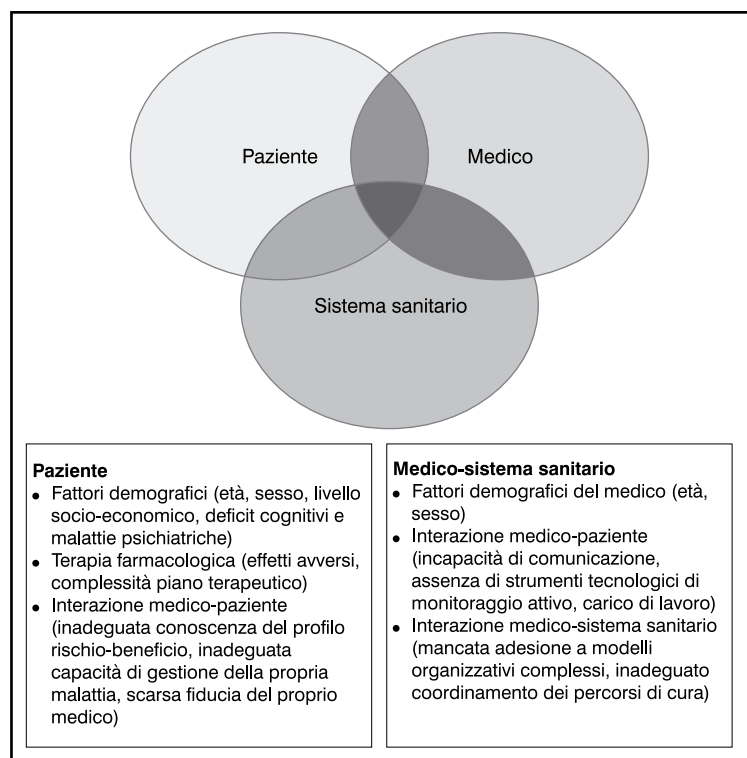 Paziente
Medico
Sistema sanitario
Paziente
• Fattori demografici (età, sesso, livello
socio-economico, deficit cognitivi e
malattie psichiatriche)
• Terapia farmacologica (effetti avversi,
complessità piano terapeutico)
• Interazione medico-paziente
(inadeguata conoscenza del profilo
rischio-beneficio, inadeguata
capacità di gestione della propria
malattia, scarsa fiducia del proprio
medico)
Medico-sistema sanitario
• Fattori demografici del medico (età,
sesso)
• Interazione medico-paziente
(incapacità di comunicazione,
assenza di strumenti tecnologici di
monitoraggio attivo, carico di lavoro)
• Interazione medico-sistema sanitario
(mancata adesione a modelli
organizzativi complessi, inadeguato
coordinamento dei percorsi di cura)